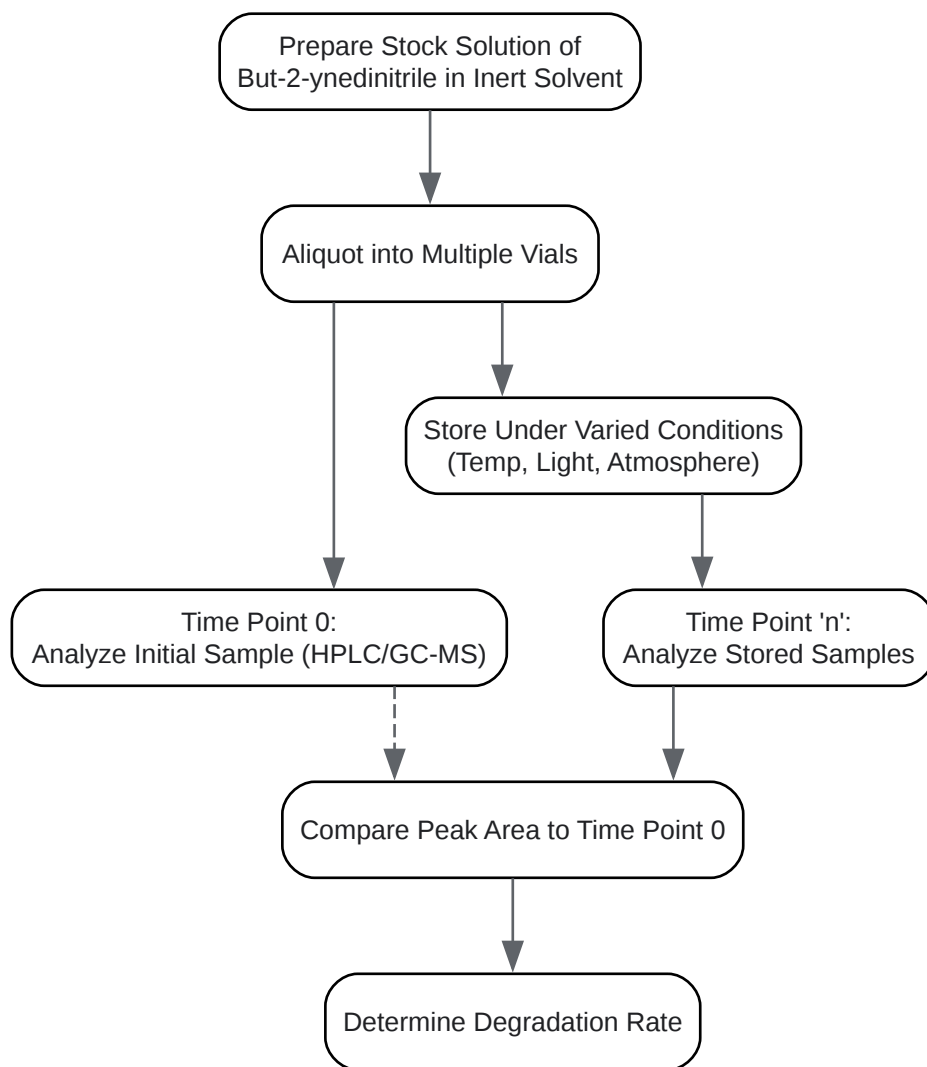 Prepare Stock Solution of
But-2-ynedinitrile in Inert Solvent
Aliquot into Multiple Vials
Store Under Varied Conditions
(Temp, Light, Atmosphere)
Time Point 0:
Analyze Initial Sample (HPLC/GC-MS)
Time Point 'n':
Analyze Stored Samples
Compare Peak Area to Time Point 0
Determine Degradation Rate